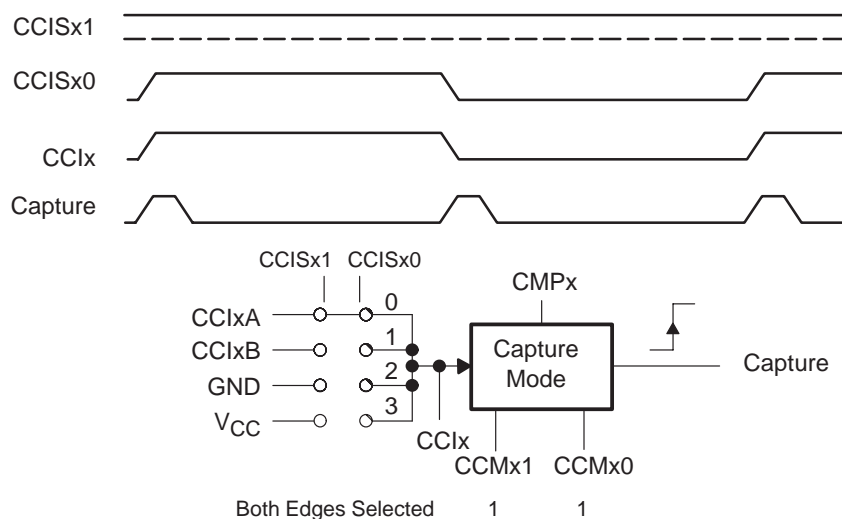 CCISx1
CCISx0
CCIx
Capture
CCISx1 CCISx0
CMPx
CCIxA 0
CCIxB 1
GND 2
VCC 3
Capture Mode
Capture
CCIx
CCMx1 CCMx0
Both Edges Selected 1 1